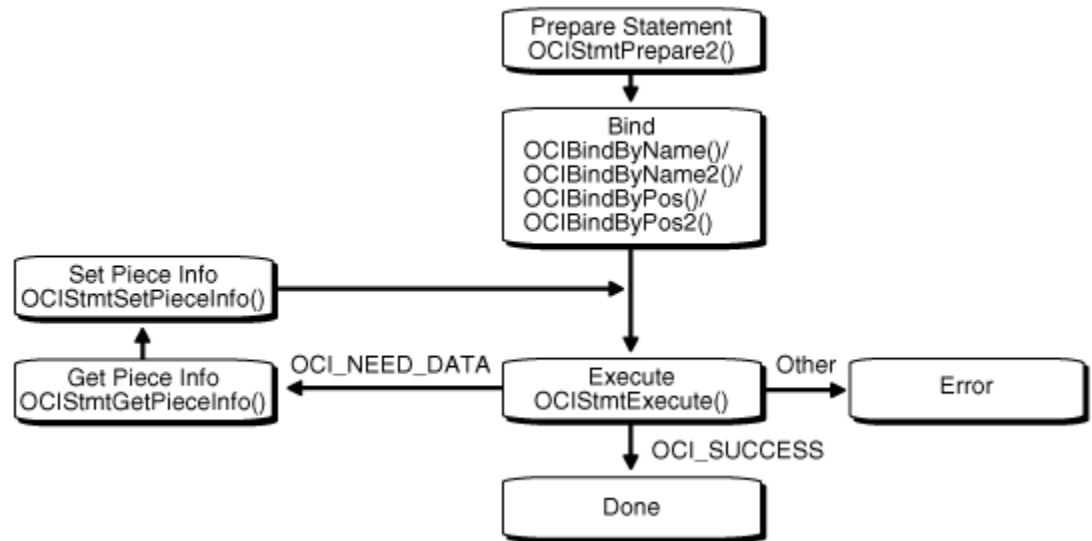 Prepare Statement
OCIStmtPrepare2()
Bind
OCIBindByName()/
OCIBindByName2()/
OCIBindByPos()/
OCIBindByPos2()
Set Piece Info
OCIStmtSetPieceInfo()
OCI_NEED_DATA
Get Piece Info
OCIStmtGetPieceInfo()
Execute
OCIStmtExecute()
Other
Error
OCI_SUCCESS
Done